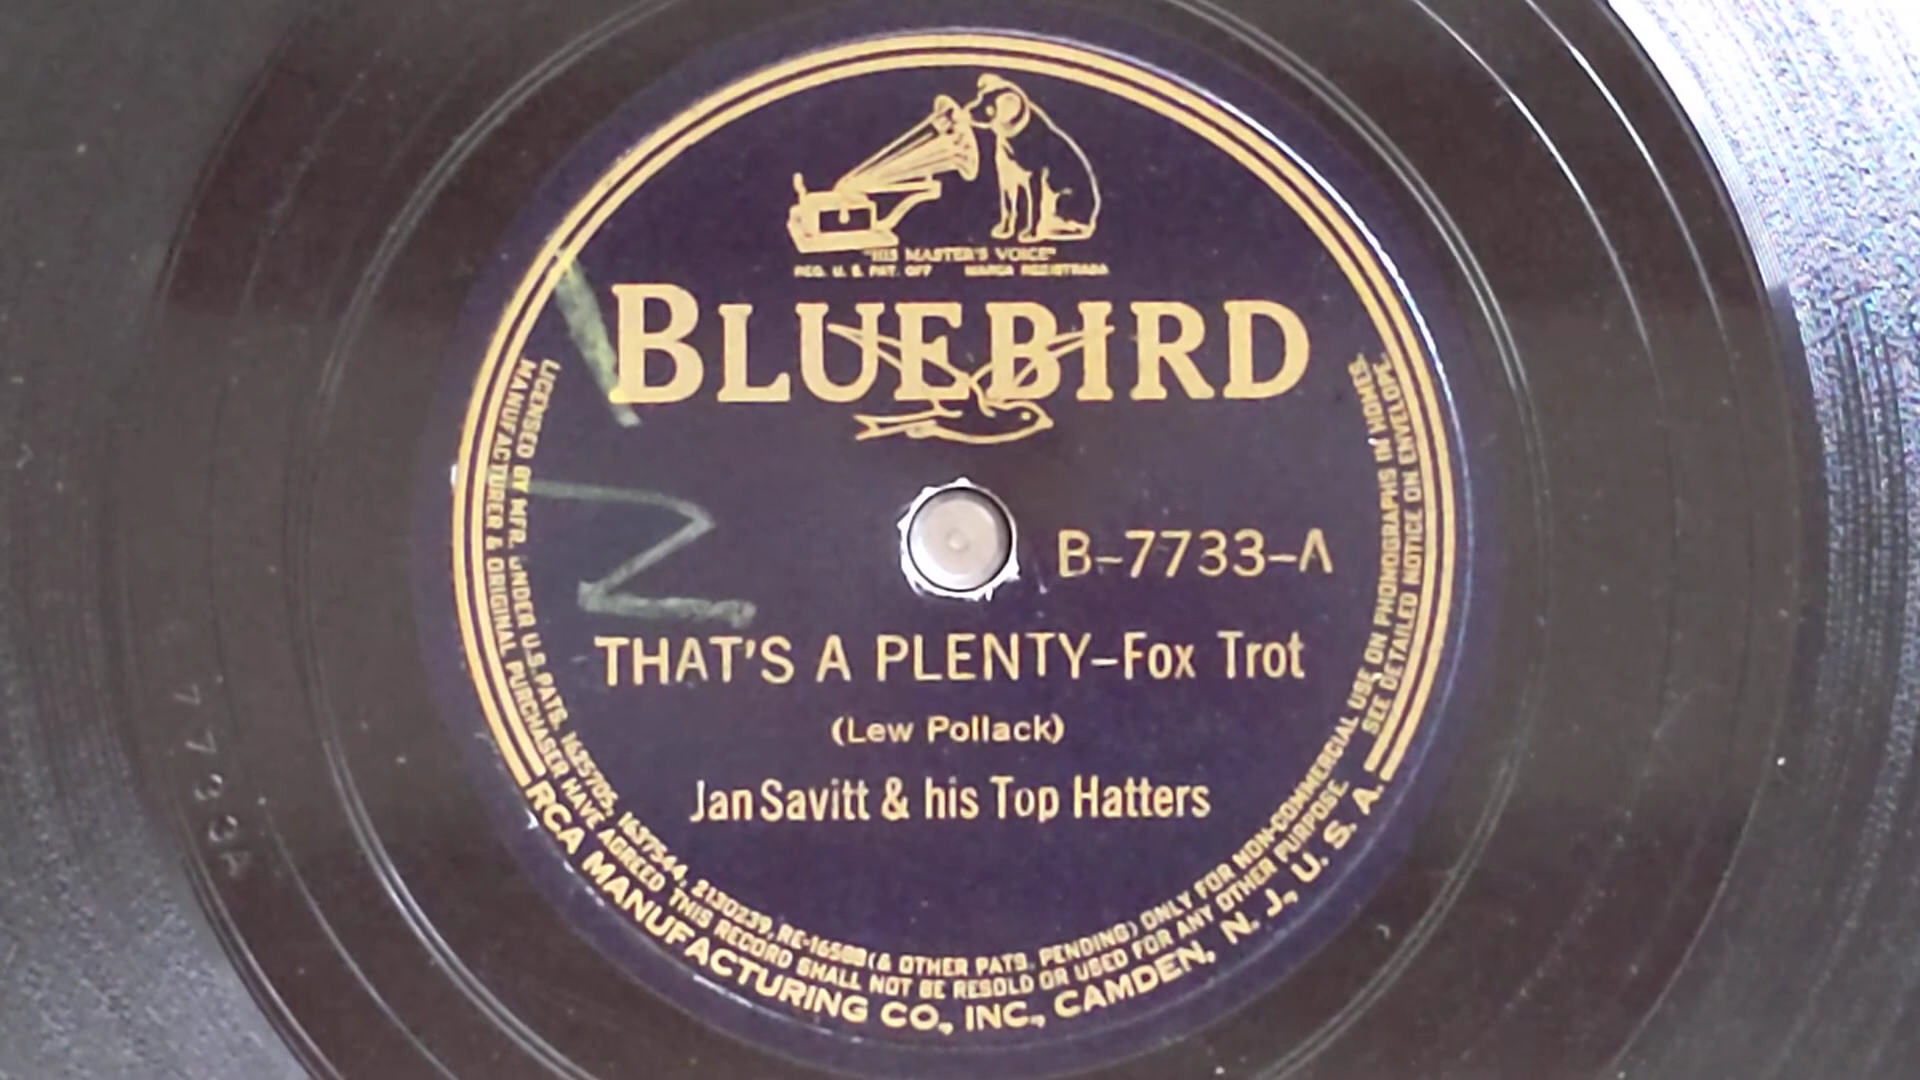 "HIS MASTER'S VOICE"
REG. U. S. PAT. OFF MARCA REGISTRADA
BLUEBIRD
B-7733-A
THAT'S A PLENTY-Fox Trot
(Lew Pollack)
Jan Savitt & his Top Hatters
LICENSED BY MFR. UNDER U.S.PATS. 1625705, 1637544, 2130239, RE-16588 (& OTHER PATS. PENDING) ONLY FOR NON-COMMERCIAL USE ON PHONOGRAPHS IN HOMES.
MANUFACTURER & ORIGINAL PURCHASER HAVE AGREED THIS RECORD SHALL NOT BE RESOLD OR USED FOR ANY OTHER PURPOSE. SEE DETAILED NOTICE ON ENVELOPE.
RCA MANUFACTURING CO., INC., CAMDEN, N. J., U. S. A.
7733A